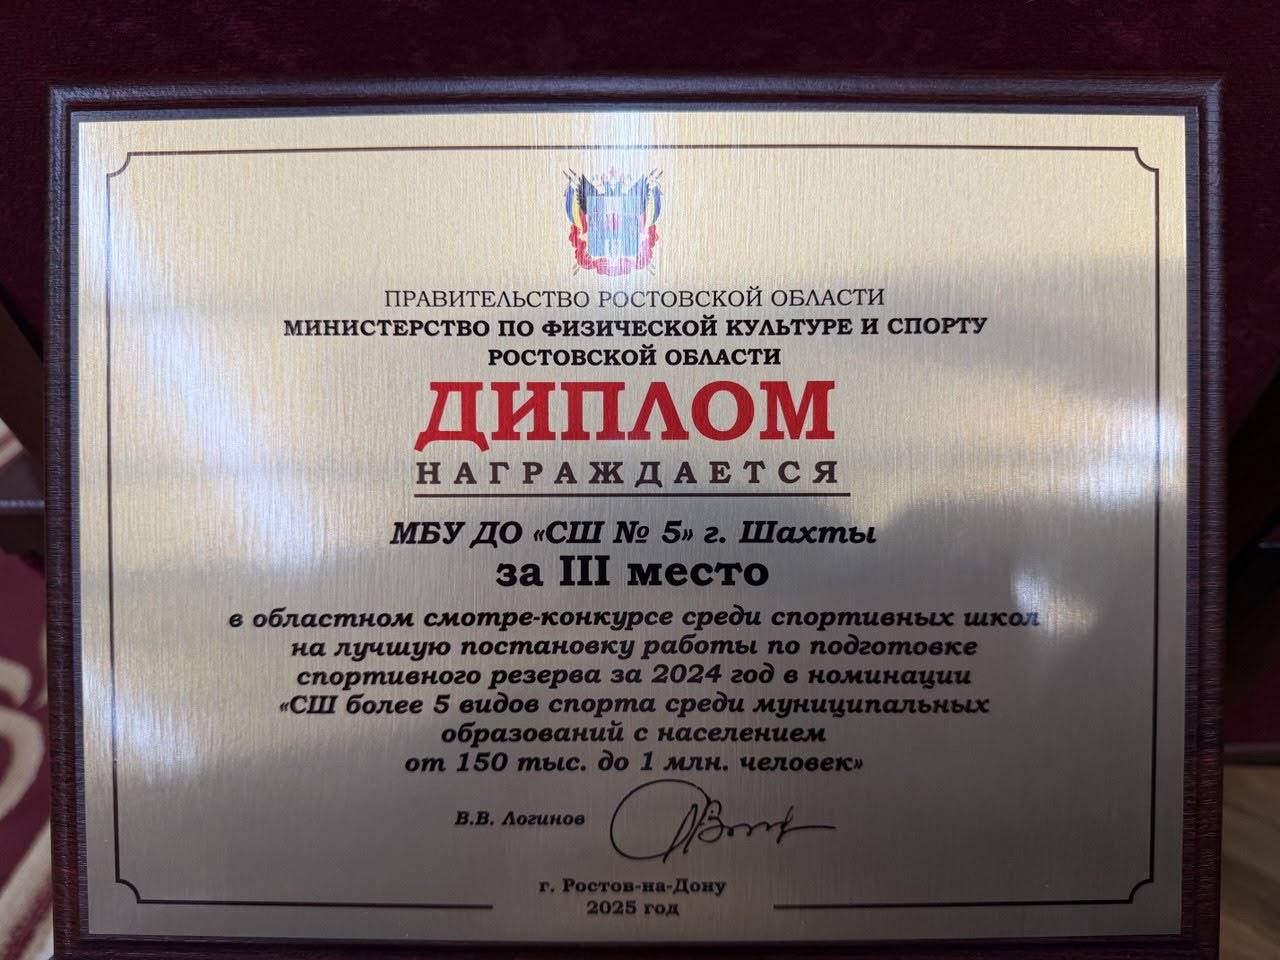 ПРАВИТЕЛЬСТВО РОСТОВСКОЙ ОБЛАСТИ
МИНИСТЕРСТВО ПО ФИЗИЧЕСКОЙ КУЛЬТУРЕ И СПОРТУ
РОСТОВСКОЙ ОБЛАСТИ
ДИПЛОМ
НАГРАЖДАЕТСЯ
МБУ ДО «СШ № 5» г. Шахты
за III место
в областном смотре-конкурсе среди спортивных школ
на лучшую постановку работы по подготовке
спортивного резерва за 2024 год в номинации
«СШ более 5 видов спорта среди муниципальных
образований с населением
от 150 тыс. до 1 млн. человек»
В.В. Логинов
г. Ростов-на-Дону
2025 год